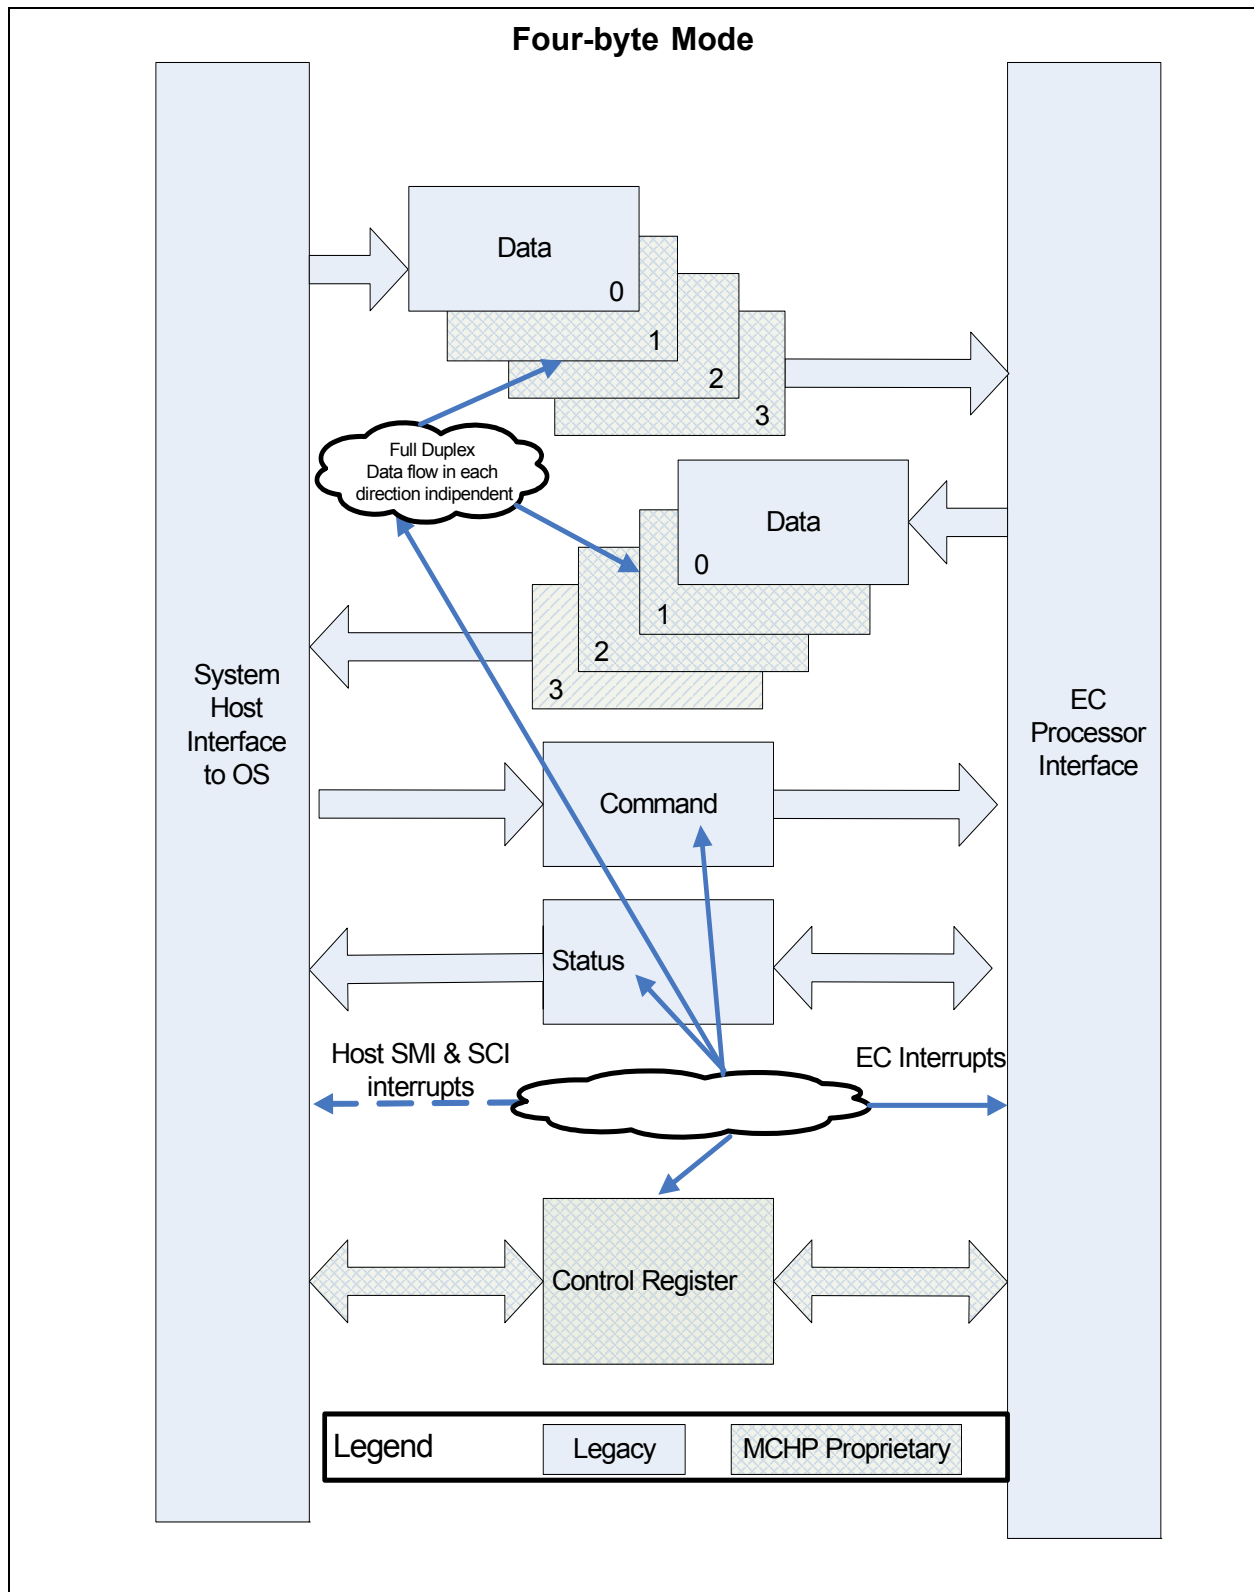 Four-byte Mode
Data
0
1
2
3
Full Duplex
Data flow in each
direction indipendent
Data
0
1
2
3
System
Host
Interface
to OS
EC
Processor
Interface
Command
Status
Host SMI & SCI
interrupts
EC Interrupts
Control Register
Legend
Legacy
MCHP Proprietary